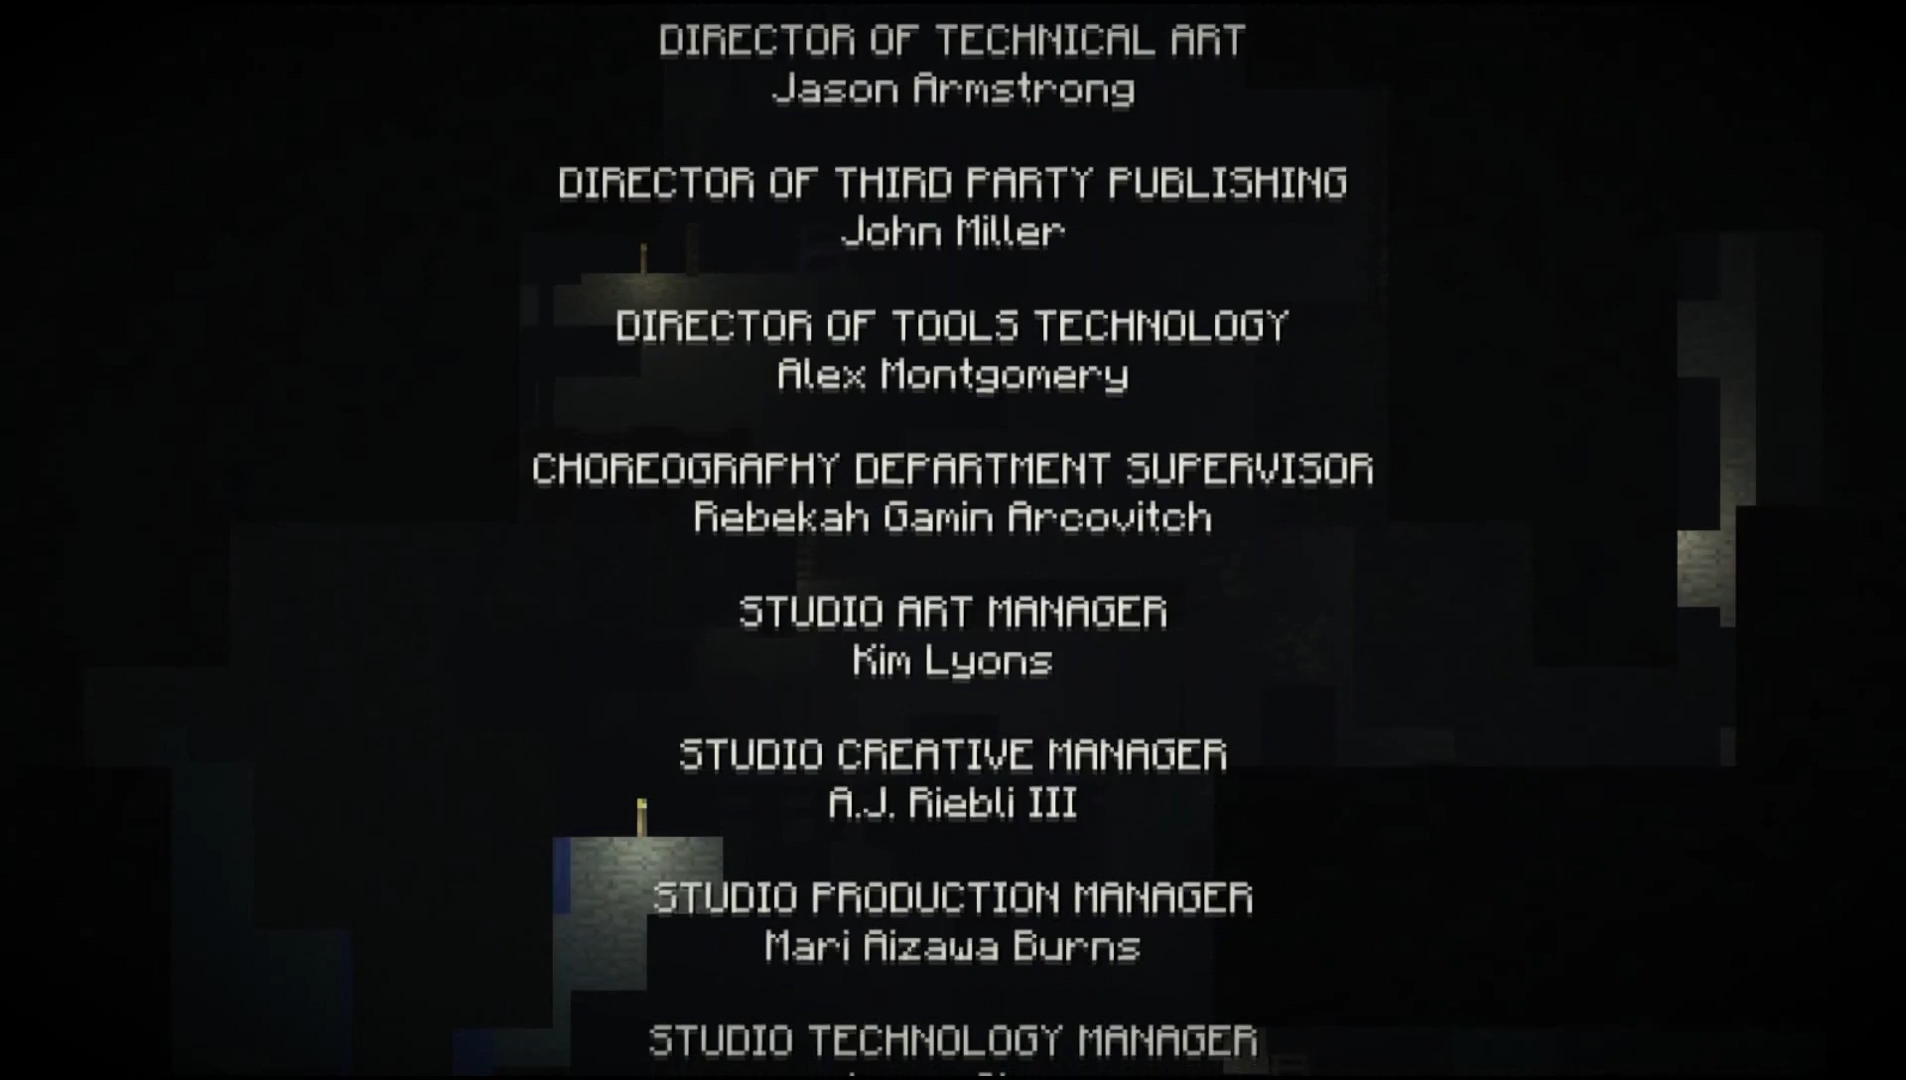 DIRECTOR OF TECHNICAL ART
Jason Armstrong
DIRECTOR OF THIRD PARTY PUBLISHING
John Miller
DIRECTOR OF TOOLS TECHNOLOGY
Alex Montgomery
CHOREOGRAPHY DEPARTMENT SUPERVISOR
Rebekah Gamin Arcovitch
STUDIO ART MANAGER
Kim Lyons
STUDIO CREATIVE MANAGER
A.J. Riebli III
STUDIO PRODUCTION MANAGER
Mari Aizawa Burns
STUDIO TECHNOLOGY MANAGER